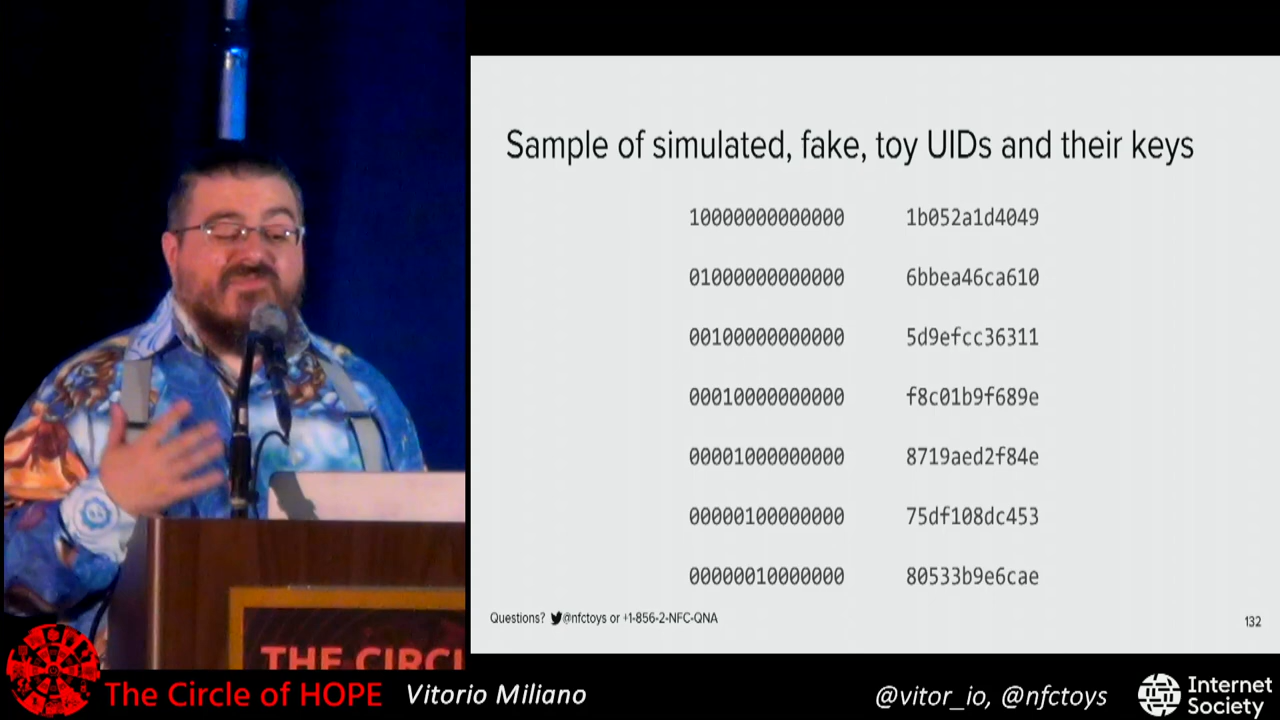 Sample of simulated, fake, toy UIDs and their keys
10000000000000 1b052a1d4049
01000000000000 6bbea46ca610
00100000000000 5d9efcc36311
00010000000000 f8c01b9f689e
00001000000000 8719aed2f84e
00000100000000 75df108dc453
00000010000000 80533b9e6cae
Questions? @nfctoys or +1-856-2-NFC-QNA
132
THE CIRCL
The Circle of HOPE
Vitorio Miliano
@vitor_io, @nfctoys
Internet
Society